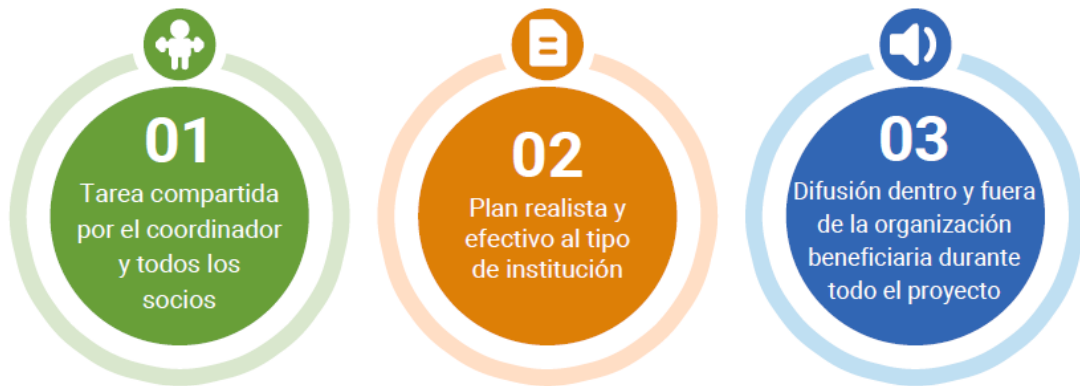 01
Tarea compartida
por el coordinador
y todos los
socios
02
Plan realista y
efectivo al tipo
de institución
03
Difusión dentro y fuera
de la organización
beneficiaria durante
todo el proyecto